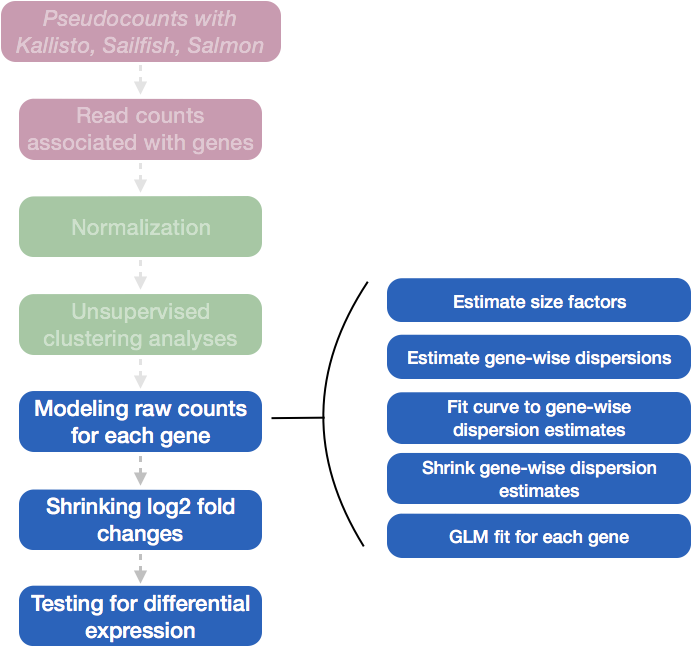 Pseudocounts with
Kallisto, Sailfish, Salmon
Read counts
associated with genes
Normalization
Unsupervised
clustering analyses
Modeling raw counts
for each gene
Shrinking log2 fold
changes
Testing for differential
expression
Estimate size factors
Estimate gene-wise dispersions
Fit curve to gene-wise
dispersion estimates
Shrink gene-wise dispersion
estimates
GLM fit for each gene